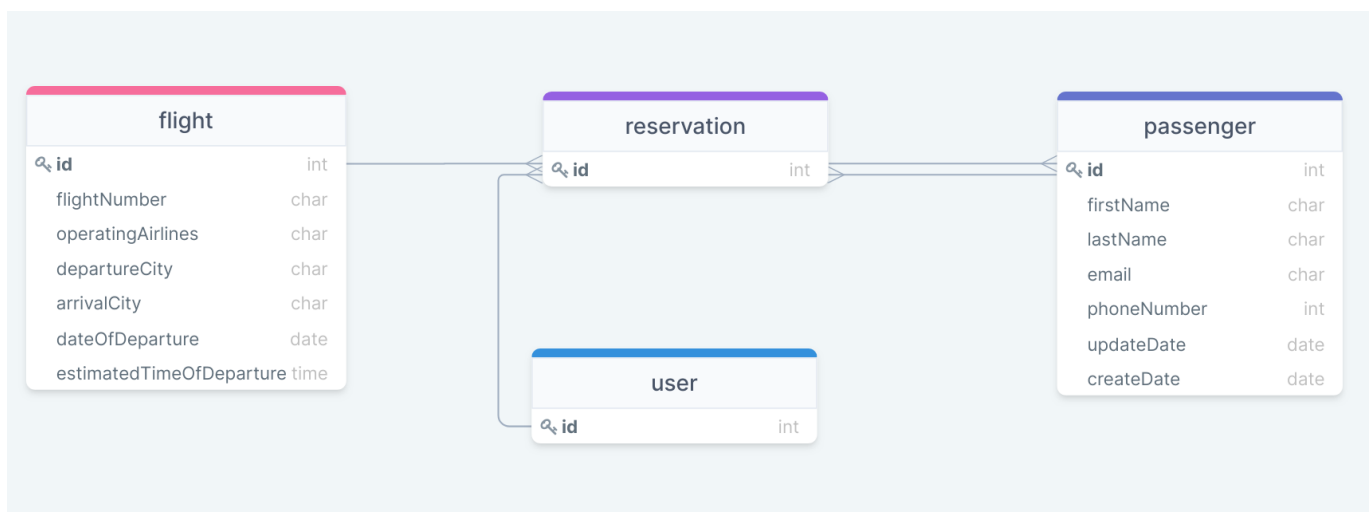 flight
id int
flightNumber char
operatingAirlines char
departureCity char
arrivalCity char
dateOfDeparture date
estimatedTimeOfDeparture time
reservation
id int
user
id int
passenger
id int
firstName char
lastName char
email char
phoneNumber int
updateDate date
createDate date